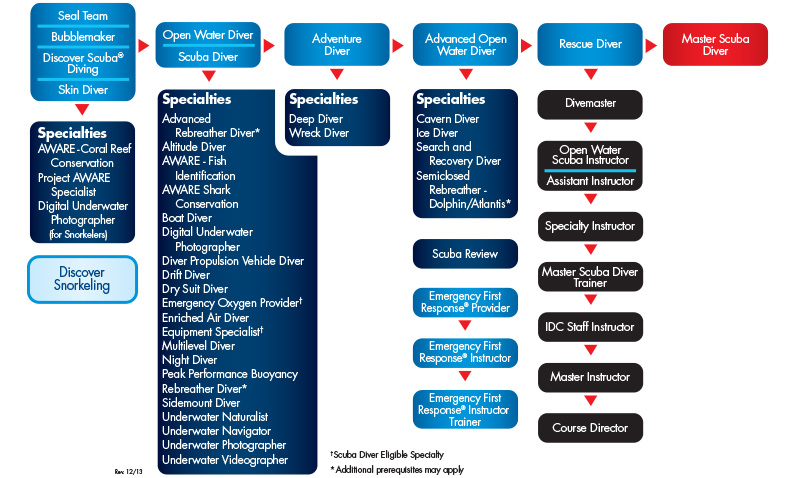 Seal Team
Bubblemaker
Discover Scuba®
Diving
Skin Diver
Specialties
AWARE - Coral Reef
Conservation
Project AWARE
Specialist
Digital Underwater
Photographer
(for Snorkelers)
Discover
Snorkeling
Open Water Diver
Scuba Diver
Specialties
Advanced
Rebreather Diver*
Altitude Diver
AWARE - Fish
Identification
AWARE Shark
Conservation
Boat Diver
Digital Underwater
Photographer
Diver Propulsion Vehicle Diver
Drift Diver
Dry Suit Diver
Emergency Oxygen Provider†
Enriched Air Diver
Equipment Specialist†
Multilevel Diver
Night Diver
Peak Performance Buoyancy
Rebreather Diver*
Sidemount Diver
Underwater Naturalist
Underwater Navigator
Underwater Photographer
Underwater Videographer
Adventure
Diver
Specialties
Deep Diver
Wreck Diver
Advanced Open
Water Diver
Specialties
Cavern Diver
Ice Diver
Search and
Recovery Diver
Semiclosed
Rebreather -
Dolphin/Atlantis*
Scuba Review
Emergency First
Response® Provider
Emergency First
Response® Instructor
Emergency First
Response® Instructor
Trainer
Rescue Diver
Divemaster
Open Water
Scuba Instructor
Assistant Instructor
Specialty Instructor
Master Scuba Diver
Trainer
IDC Staff Instructor
Master Instructor
Course Director
Master Scuba
Diver
†Scuba Diver Eligible Specialty
*Additional prerequisites may apply
Rev. 12/13